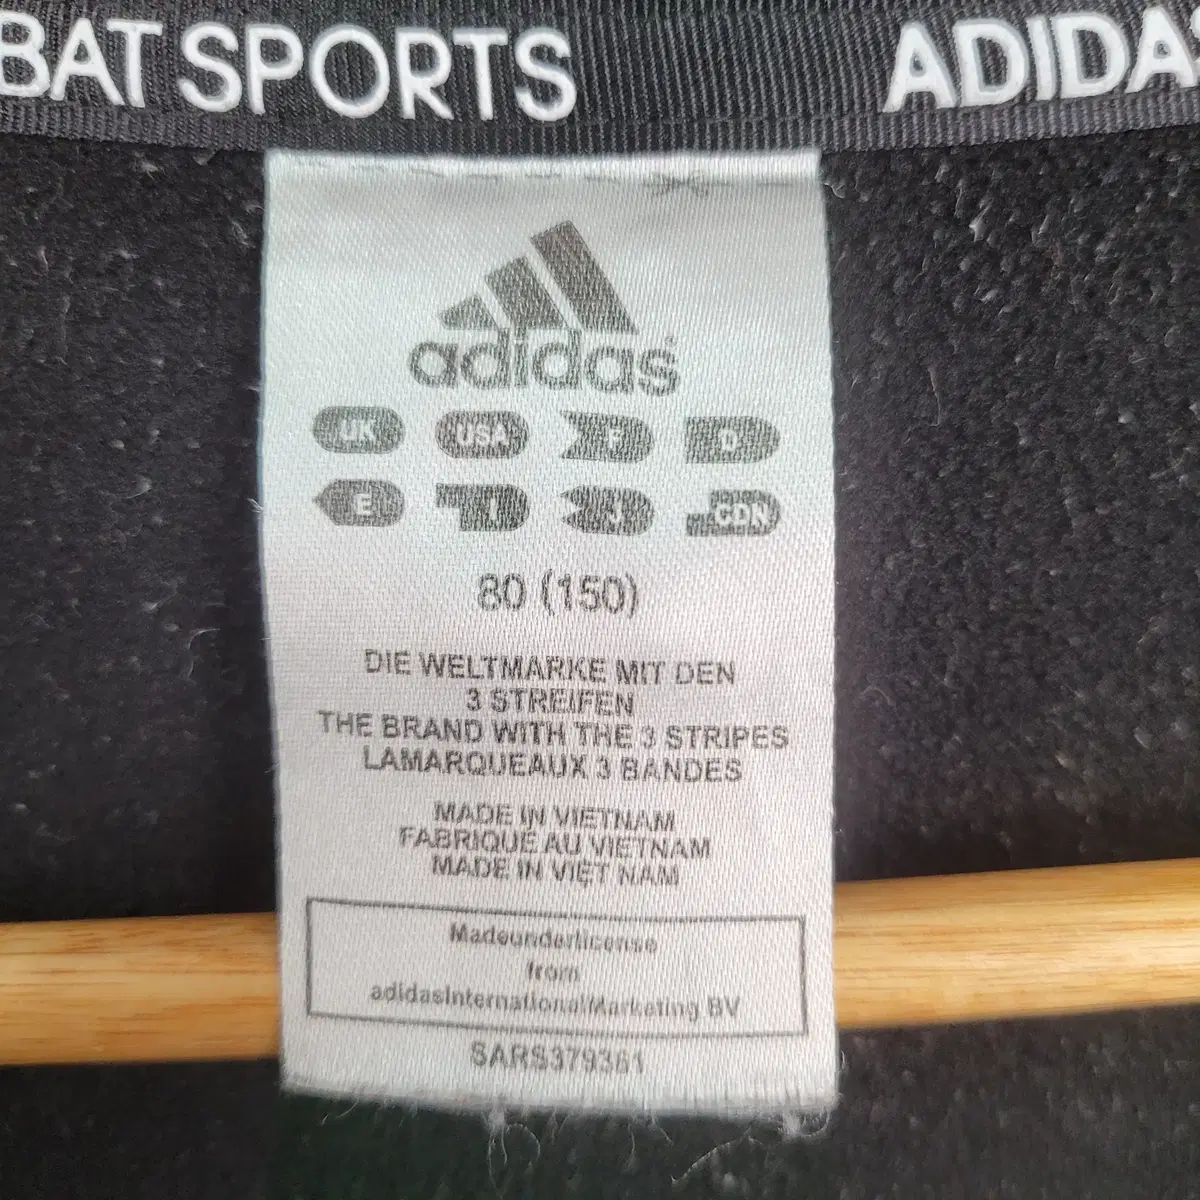 BAT SPORTS ADIDAS
adidas
UK USA F D
E I J CDN
80 (150)
DIE WELTMARKE MIT DEN
3 STREIFEN
THE BRAND WITH THE 3 STRIPES
LAMARQUEAUX 3 BANDES
MADE IN VIETNAM
FABRIQUE AU VIETNAM
MADE IN VIET NAM
Madeunderlicense
from
adidasInternationalMarketing BV
SARS379361